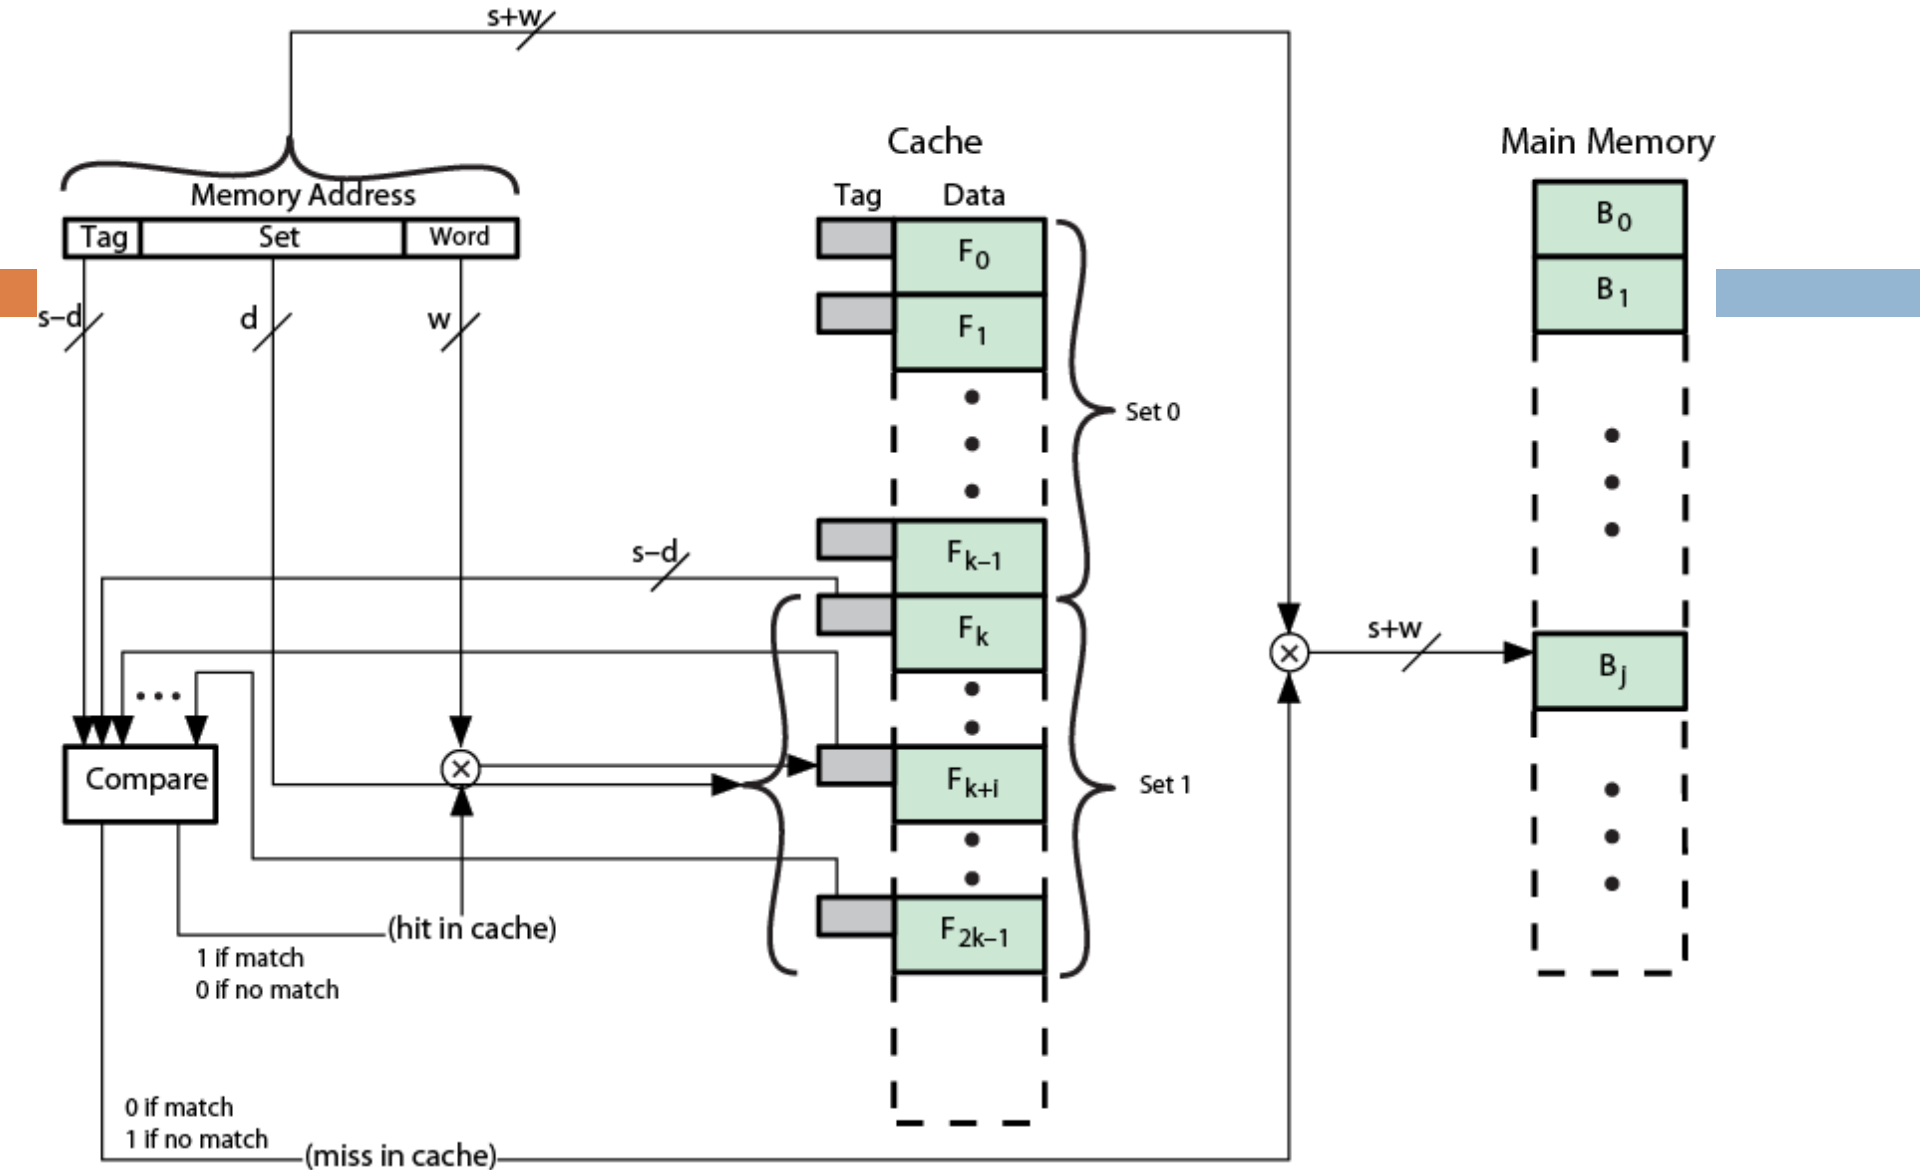 s+w
Cache
Main Memory
Memory Address
Tag Data
Tag Set Word
F0
B0
F1
B1
s–d d w
Set 0
s–d
Fk–1
Fk
s+w
Bj
Compare
Fk+i
Set 1
(hit in cache)
F2k–1
1 if match
0 if no match
0 if match
1 if no match
(miss in cache)